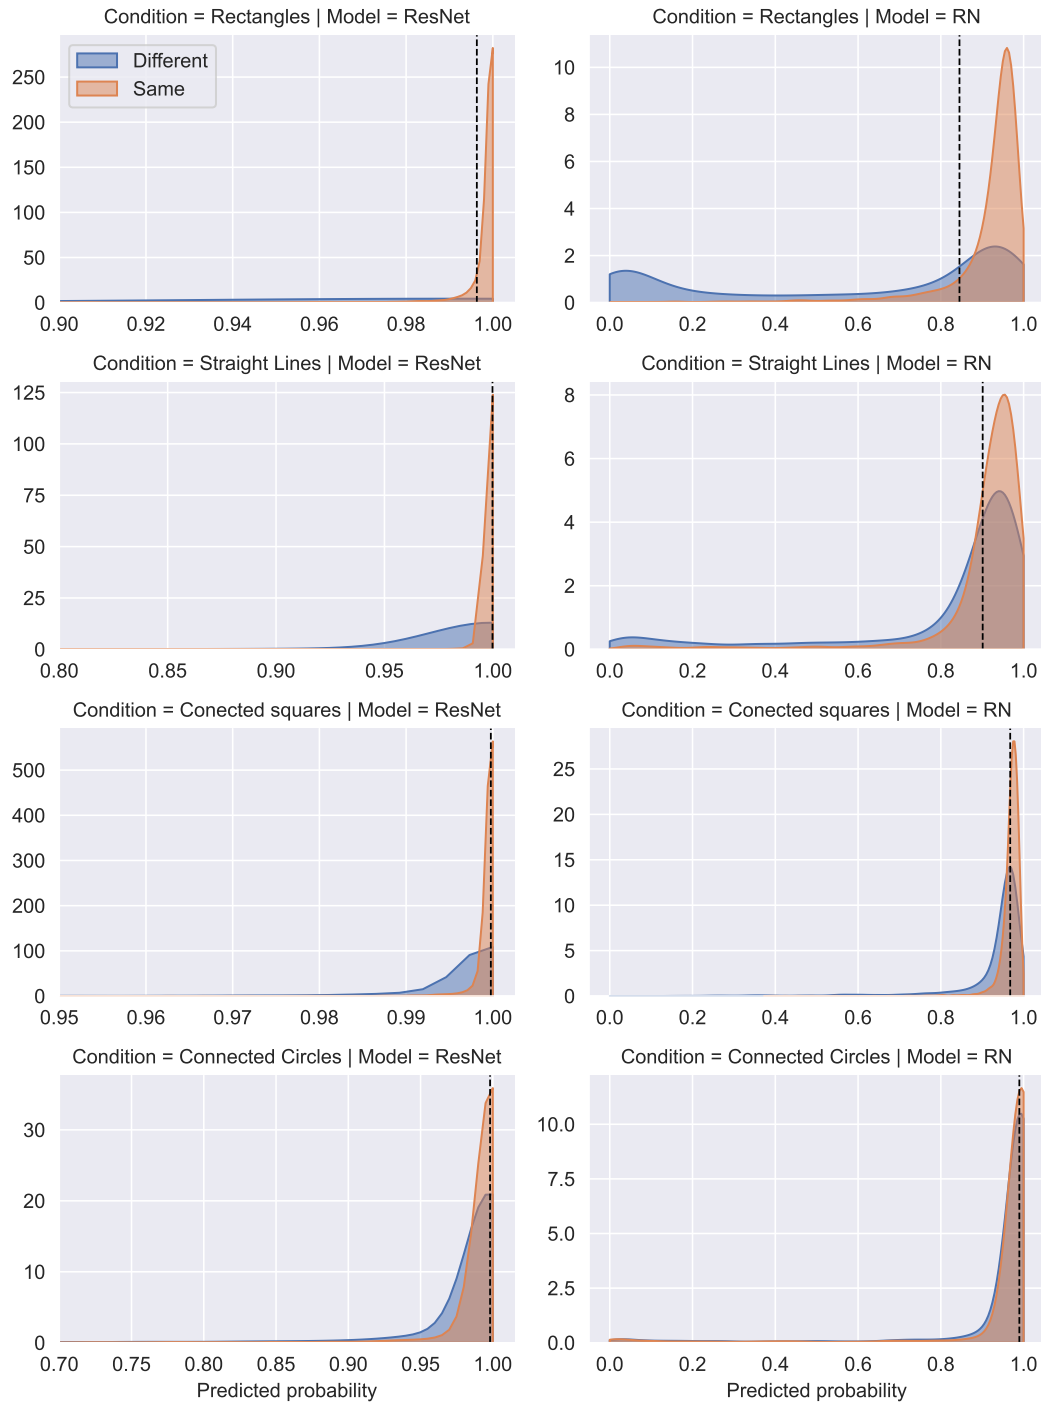 Condition = Rectangles | Model = ResNet
Different
Same
250
200
150
100
50
0
0.90 0.92 0.94 0.96 0.98 1.00
Condition = Rectangles | Model = RN
10
8
6
4
2
0
0.0 0.2 0.4 0.6 0.8 1.0
Condition = Straight Lines | Model = ResNet
125
100
75
50
25
0
0.80 0.85 0.90 0.95 1.00
Condition = Straight Lines | Model = RN
8
6
4
2
0
0.0 0.2 0.4 0.6 0.8 1.0
Condition = Conected squares | Model = ResNet
500
400
300
200
100
0
0.95 0.96 0.97 0.98 0.99 1.00
Condition = Conected squares | Model = RN
25
20
15
10
5
0
0.0 0.2 0.4 0.6 0.8 1.0
Condition = Connected Circles | Model = ResNet
30
20
10
0
0.70 0.75 0.80 0.85 0.90 0.95 1.00
Predicted probability
Condition = Connected Circles | Model = RN
10.0
7.5
5.0
2.5
0.0
0.0 0.2 0.4 0.6 0.8 1.0
Predicted probability